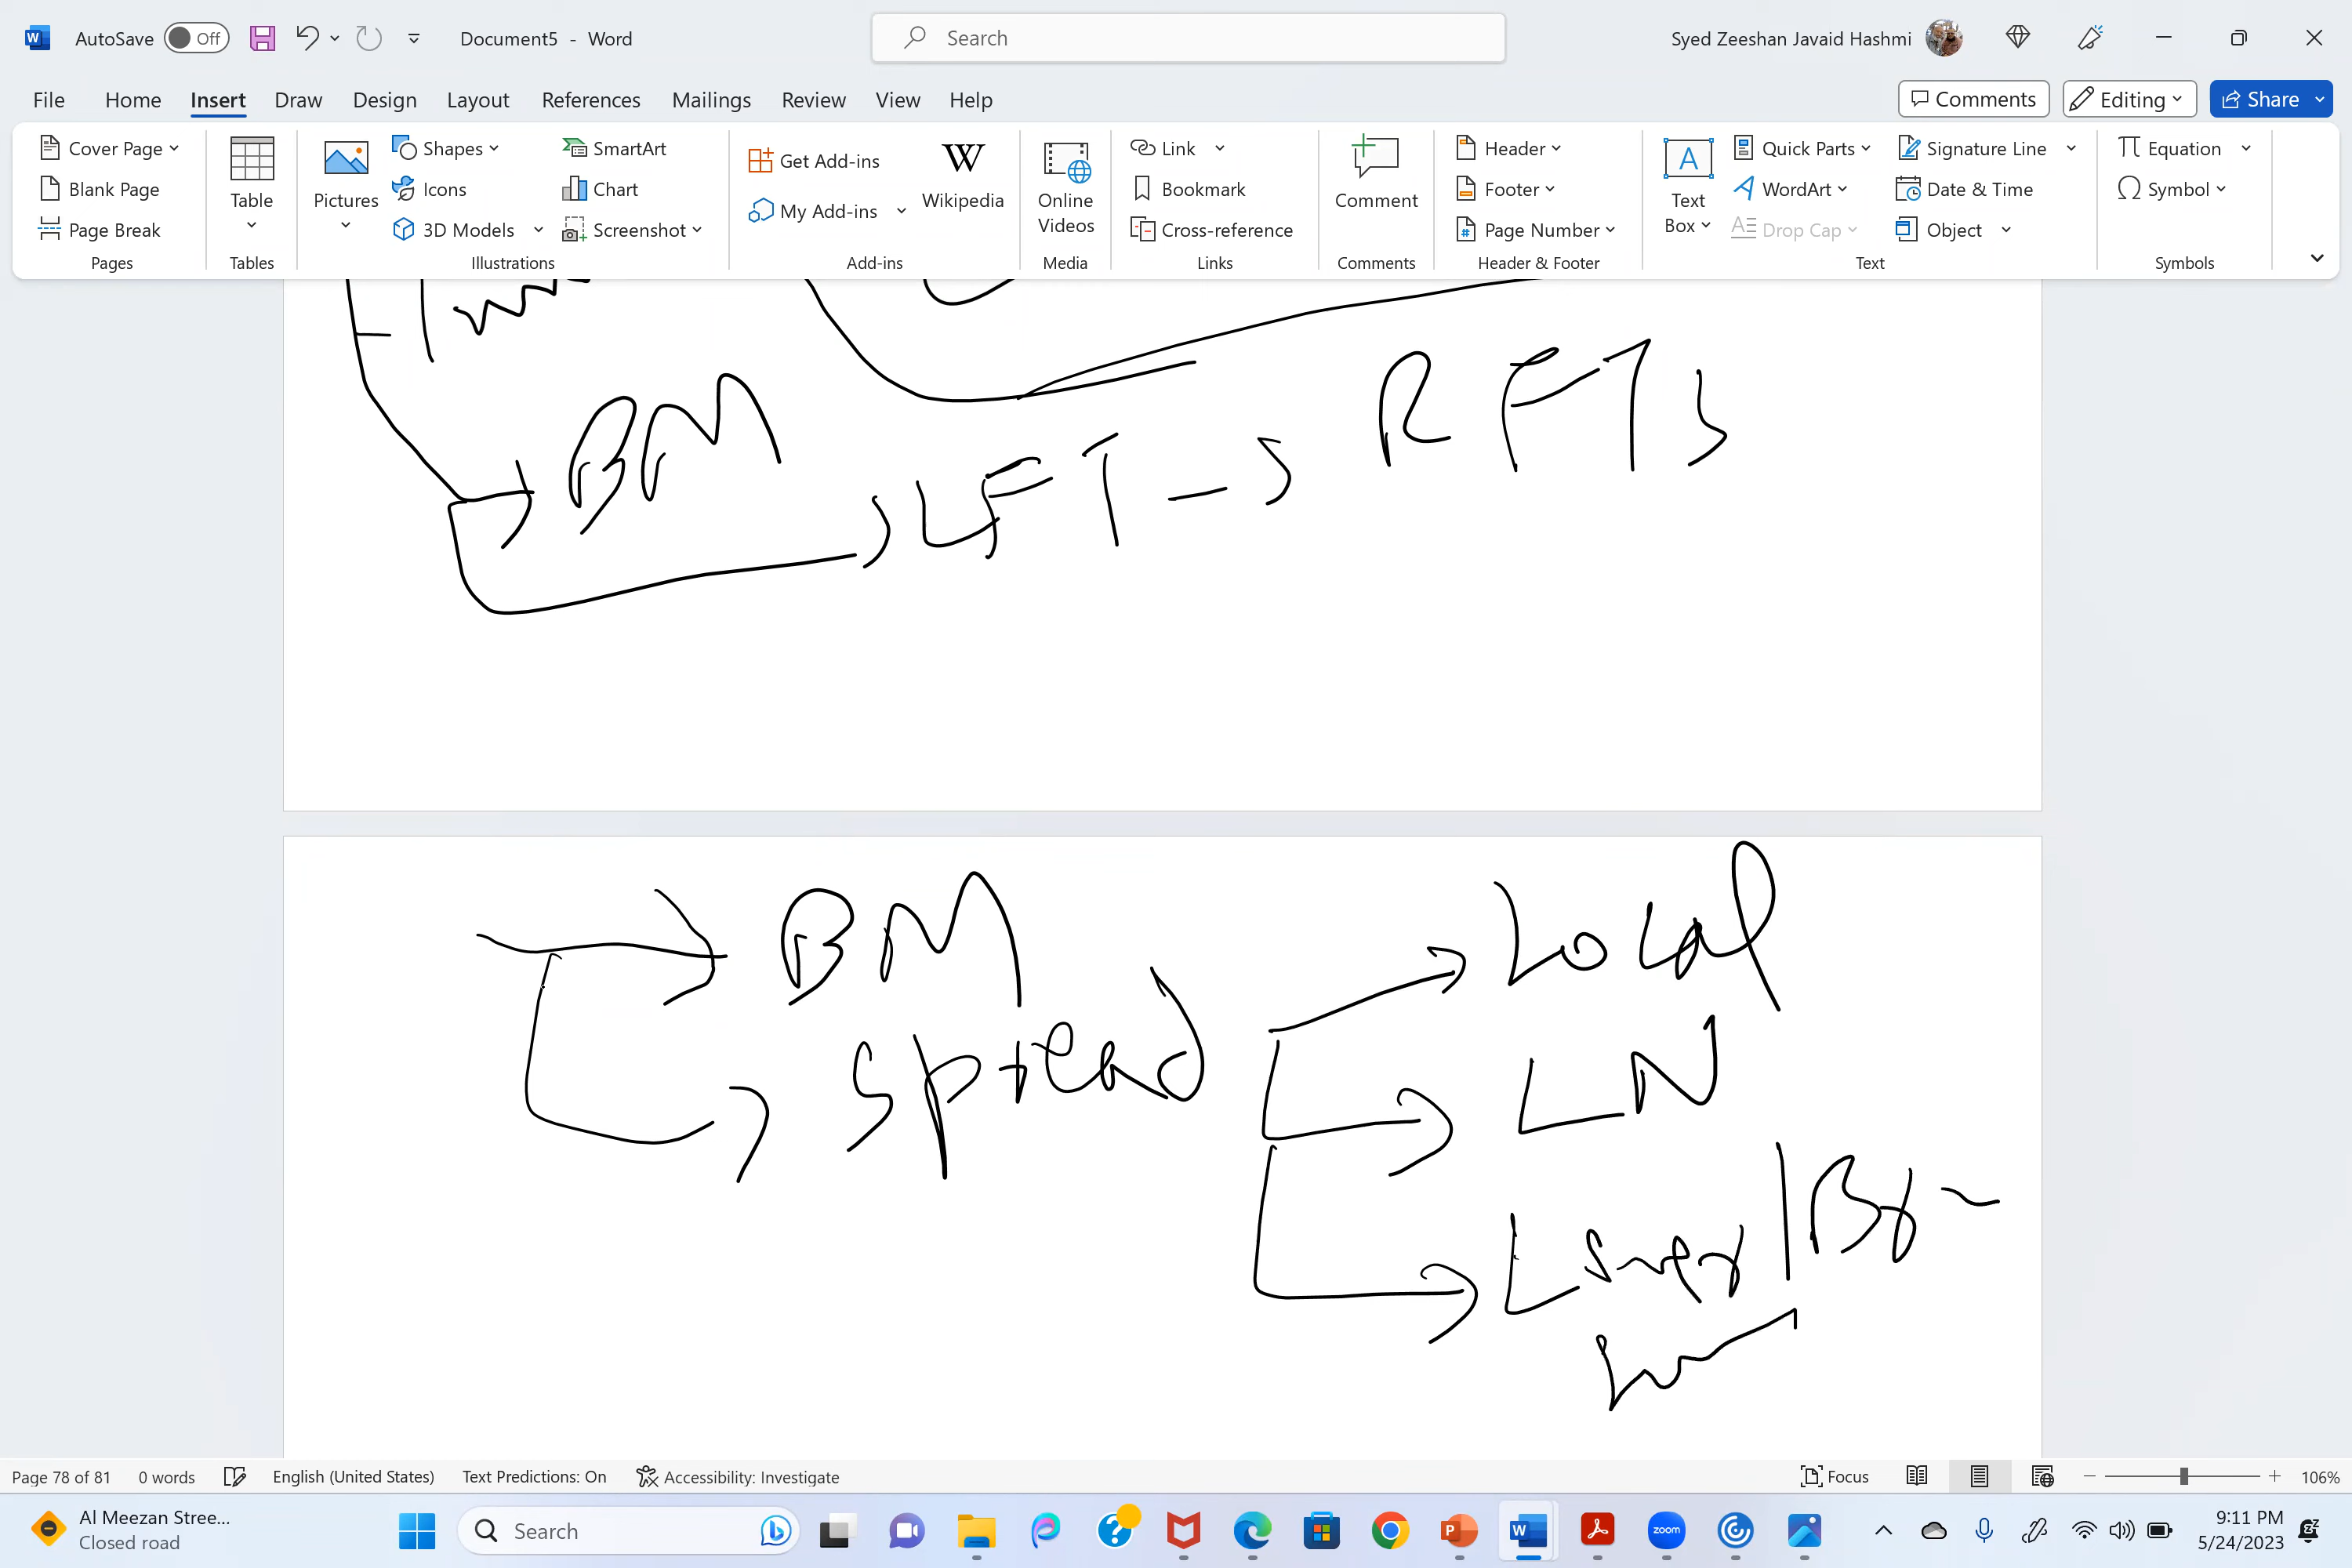 AutoSave Off Document5 - Word Search Syed Zeeshan Javaid Hashmi
File Home Insert Draw Design Layout References Mailings Review View Help Comments Editing Share
Cover Page
Blank Page
Page Break
Pages
Table
Tables
Pictures
Shapes
Icons
3D Models
SmartArt
Chart
Screenshot
Illustrations
Get Add-ins
My Add-ins
Wikipedia
Add-ins
Online
Videos
Media
Link
Bookmark
Cross-reference
Links
Comment
Comments
Header
Footer
Page Number
Header & Footer
Text
Box
Quick Parts
WordArt
Drop Cap
Signature Line
Date & Time
Object
Text
Equation
Symbol
Symbols
BM
LFT - s RFTs
BM
Spread
Local
LN
Liver
Page 78 of 81 0 words English (United States) Text Predictions: On Accessibility: Investigate Focus 106%
Al Meezan Stree...
Closed road
Search
zoom
9:11 PM
5/24/2023